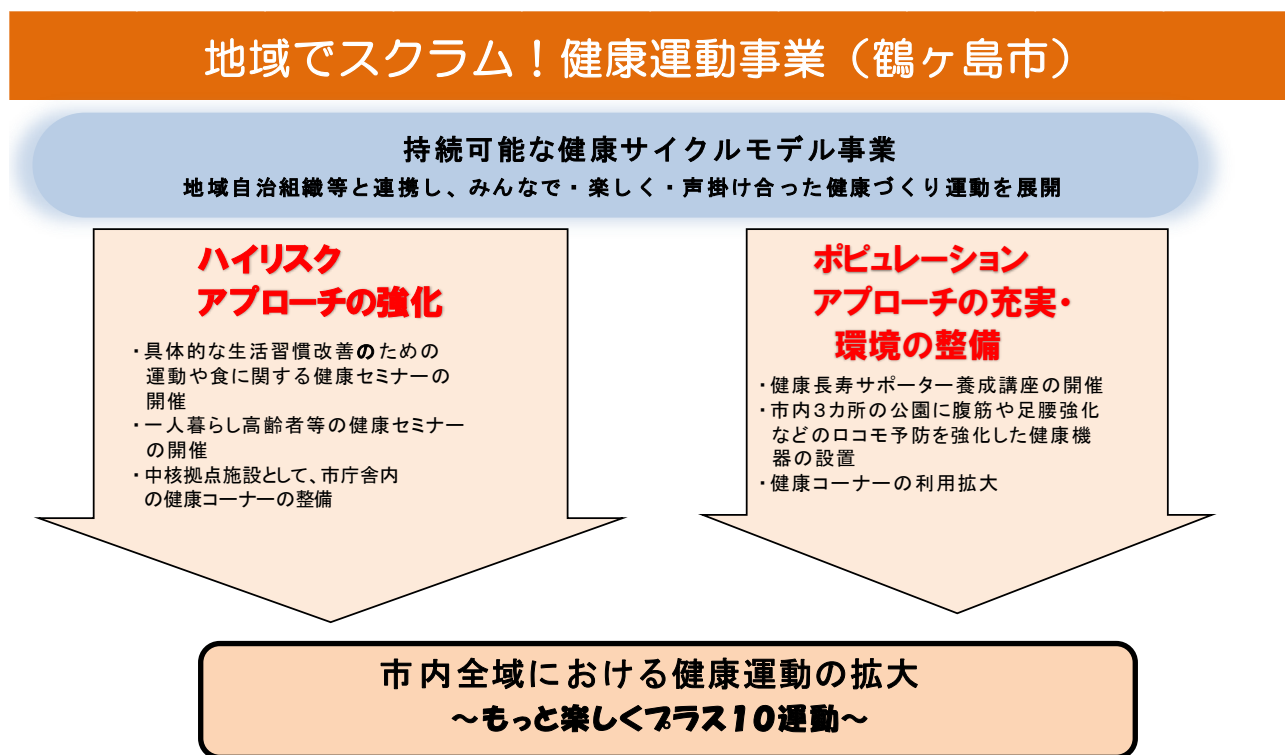 地域でスクラム！健康運動事業（鶴ヶ島市）
持続可能な健康サイクルモデル事業
地域自治組織等と連携し、みんなで・楽しく・声掛け合った健康づくり運動を展開
ハイリスク
アプローチの強化
・具体的な生活習慣改善のための
運動や食に関する健康セミナーの
開催
・一人暮らし高齢者等の健康セミナー
の開催
・中核拠点施設として、市庁舎内
の健康コーナーの整備
ポピュレーション
アプローチの充実・
環境の整備
・健康長寿サポーター養成講座の開催
・市内３カ所の公園に腹筋や足腰強化
などのロコモ予防を強化した健康機
器の設置
・健康コーナーの利用拡大
市内全域における健康運動の拡大
～もっと楽しくプラス１０運動～